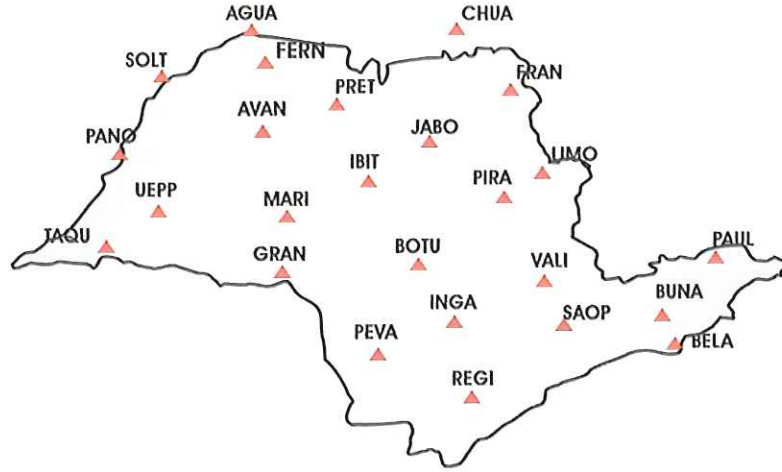 AGUA
CHUA
FERN
SOLT
PRET
FRAN
AVAN
JABO
PANO
IBIT
LIMO
PIRA
UEPP
MARI
TAQU
GRAN
BOTU
VALI
PAUL
INGA
SAOP
BUNA
PEVA
BELA
REGI